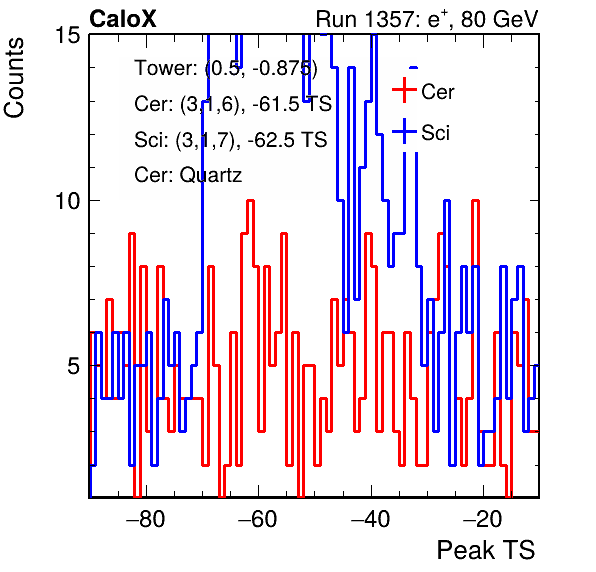 CaloX Run 1357: e+, 80 GeV
Counts
15
Tower: (0.5, -0.875)
Cer: (3,1,6), -61.5 TS
Sci: (3,1,7), -62.5 TS
Cer: Quartz
Cer
Sci
10
5
−80 −60 −40 −20
Peak TS